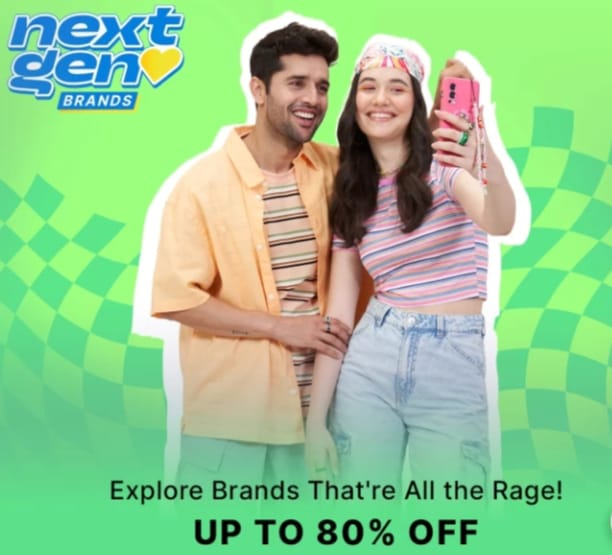 next
gen
BRANDS
Explore Brands That're All the Rage!
UP TO 80% OFF